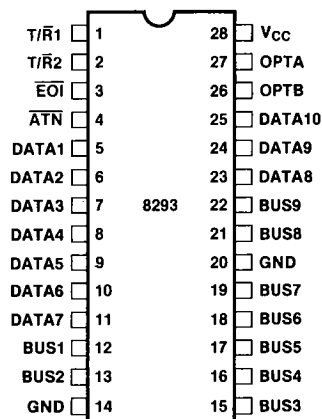 T/R̅1 1 28 VCC
T/R̅2 2 27 OPTA
E̅O̅I̅ 3 26 OPTB
A̅T̅N̅ 4 25 DATA10
DATA1 5 24 DATA9
DATA2 6 23 DATA8
DATA3 7 8293 22 BUS9
DATA4 8 21 BUS8
DATA5 9 20 GND
DATA6 10 19 BUS7
DATA7 11 18 BUS6
BUS1 12 17 BUS5
BUS2 13 16 BUS4
GND 14 15 BUS3